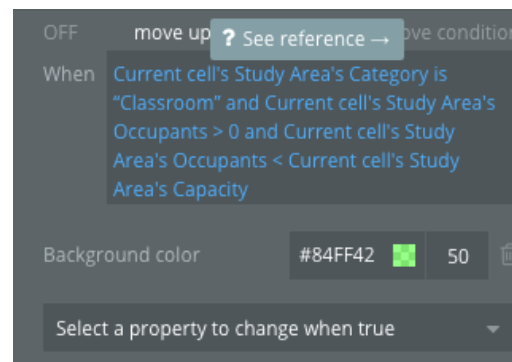 OFF move up ? See reference → ove condition
When Current cell's Study Area's Category is
“Classroom” and Current cell's Study Area's
Occupants > 0 and Current cell's Study
Area's Occupants < Current cell's Study
Area's Capacity
Background color #84FF42 50
Select a property to change when true